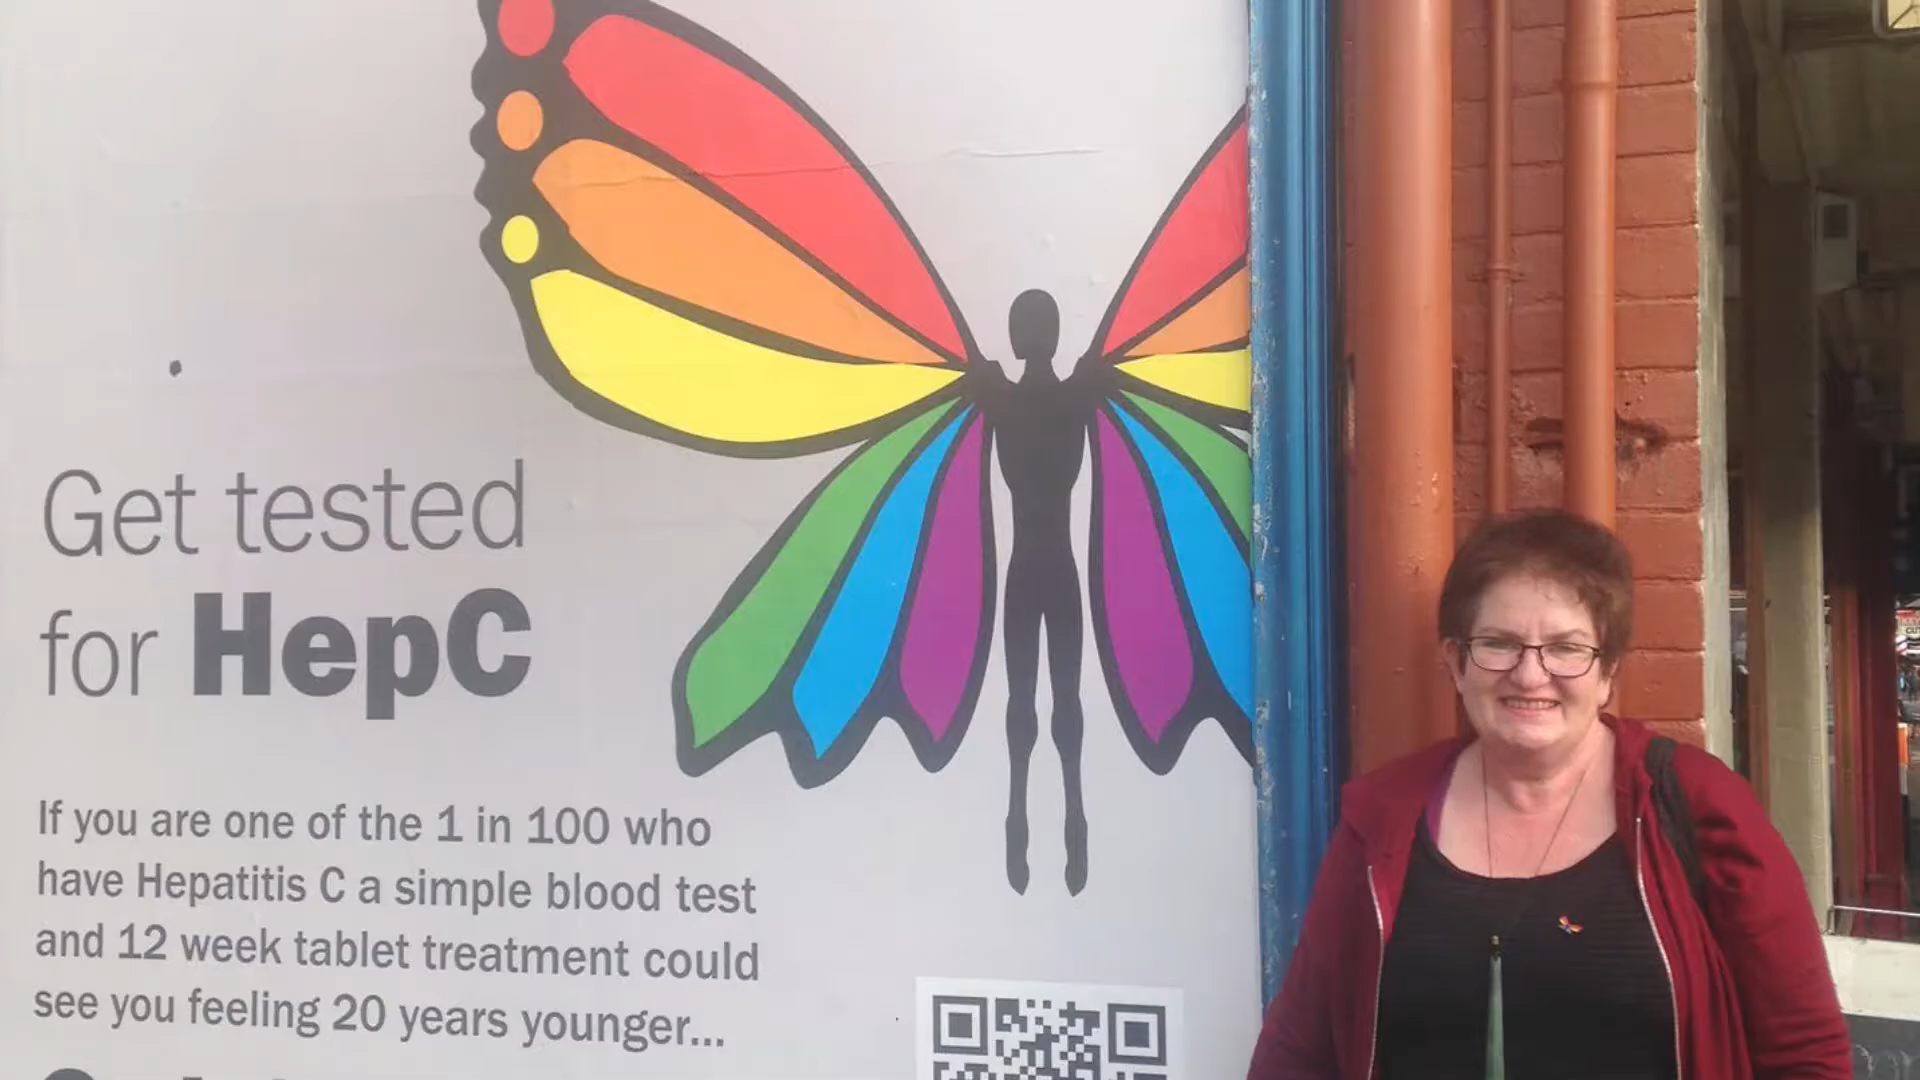 Get tested
for HepC
If you are one of the 1 in 100 who
have Hepatitis C a simple blood test
and 12 week tablet treatment could
see you feeling 20 years younger...